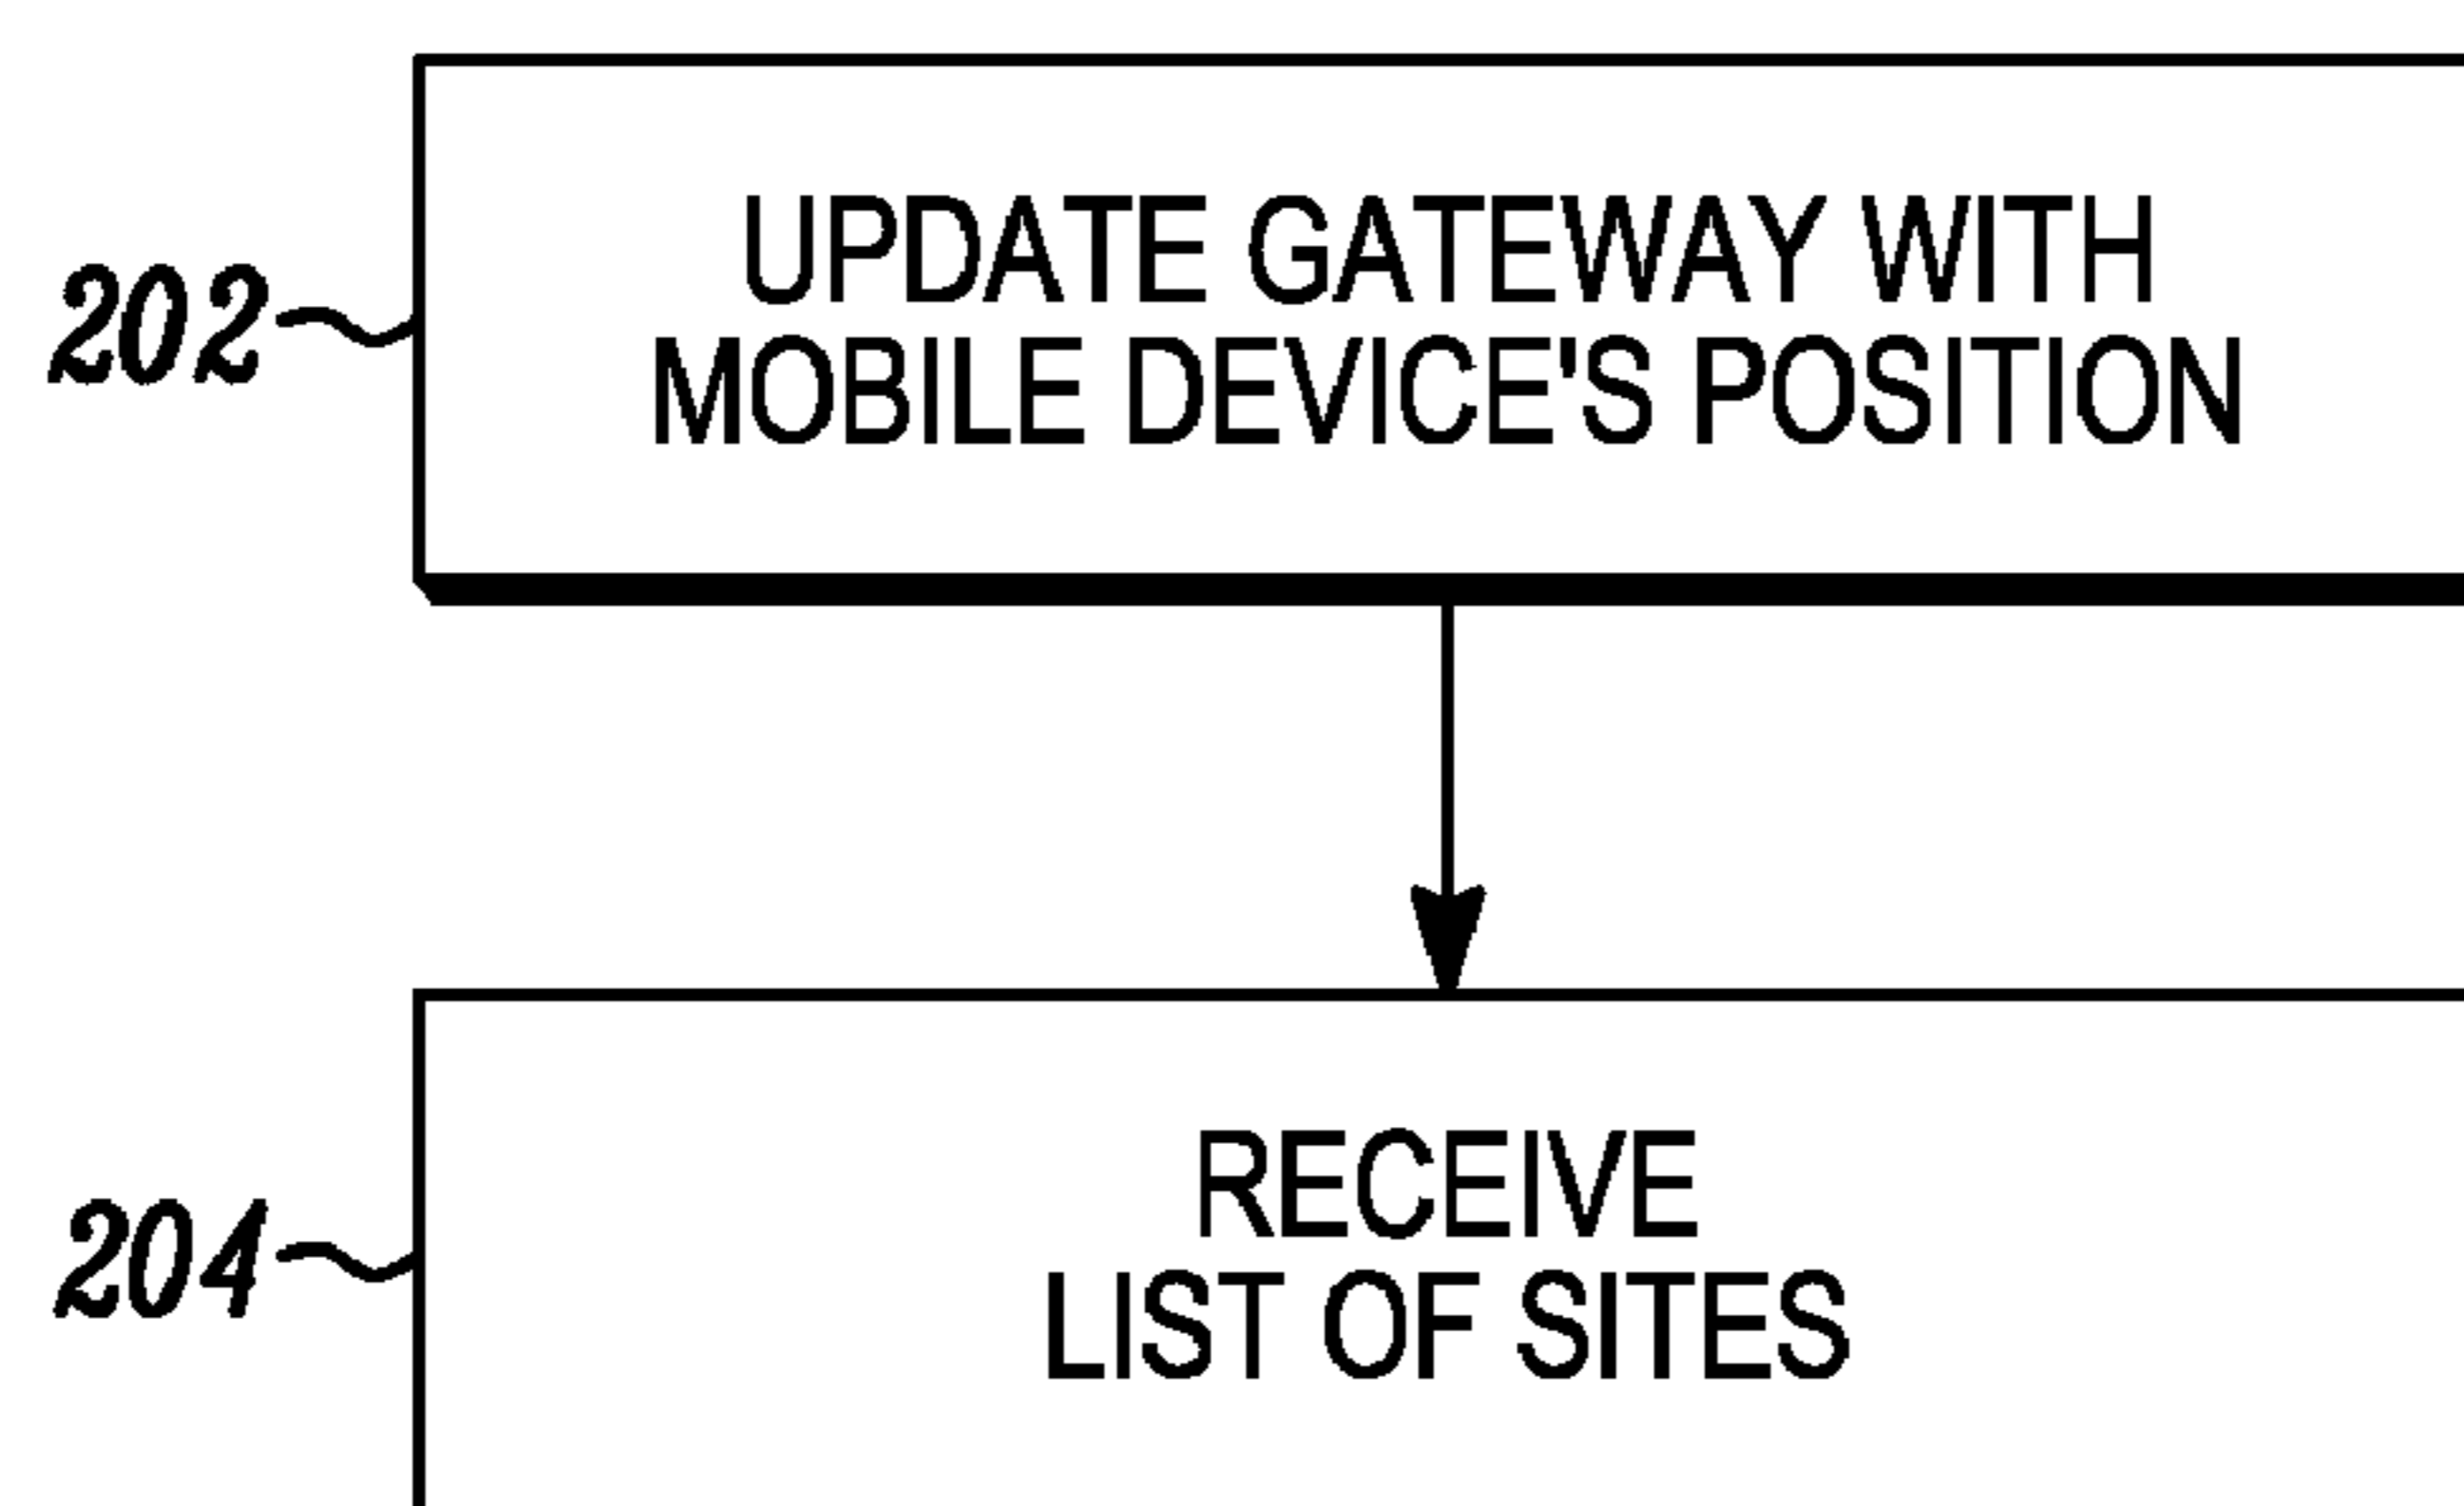 202
UPDATE GATEWAY WITH
MOBILE DEVICE'S POSITION
204
RECEIVE
LIST OF SITES